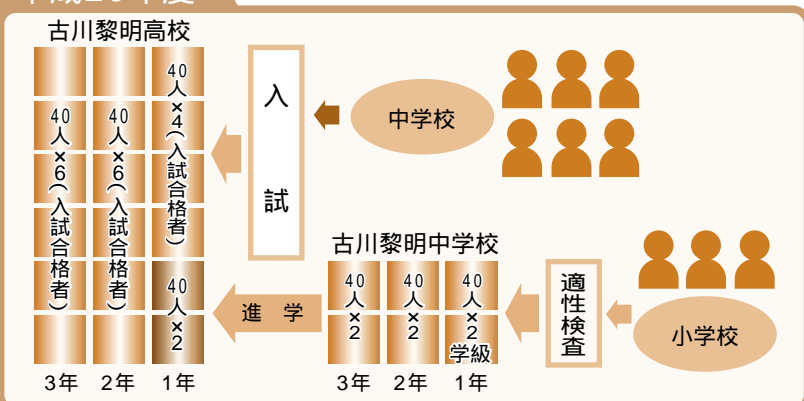 古川黎明高校
40人×6(入試合格者)
40人×6(入試合格者)
40人×4(入試合格者)
40人×2
3年
2年
1年
入試
中学校
進学
古川黎明中学校
40人×2
40人×2
40人×2
学級
3年
2年
1年
適性検査
小学校